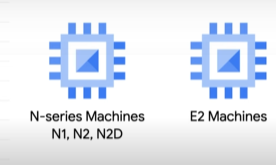 N-series Machines
N1, N2, N2D
E2 Machines